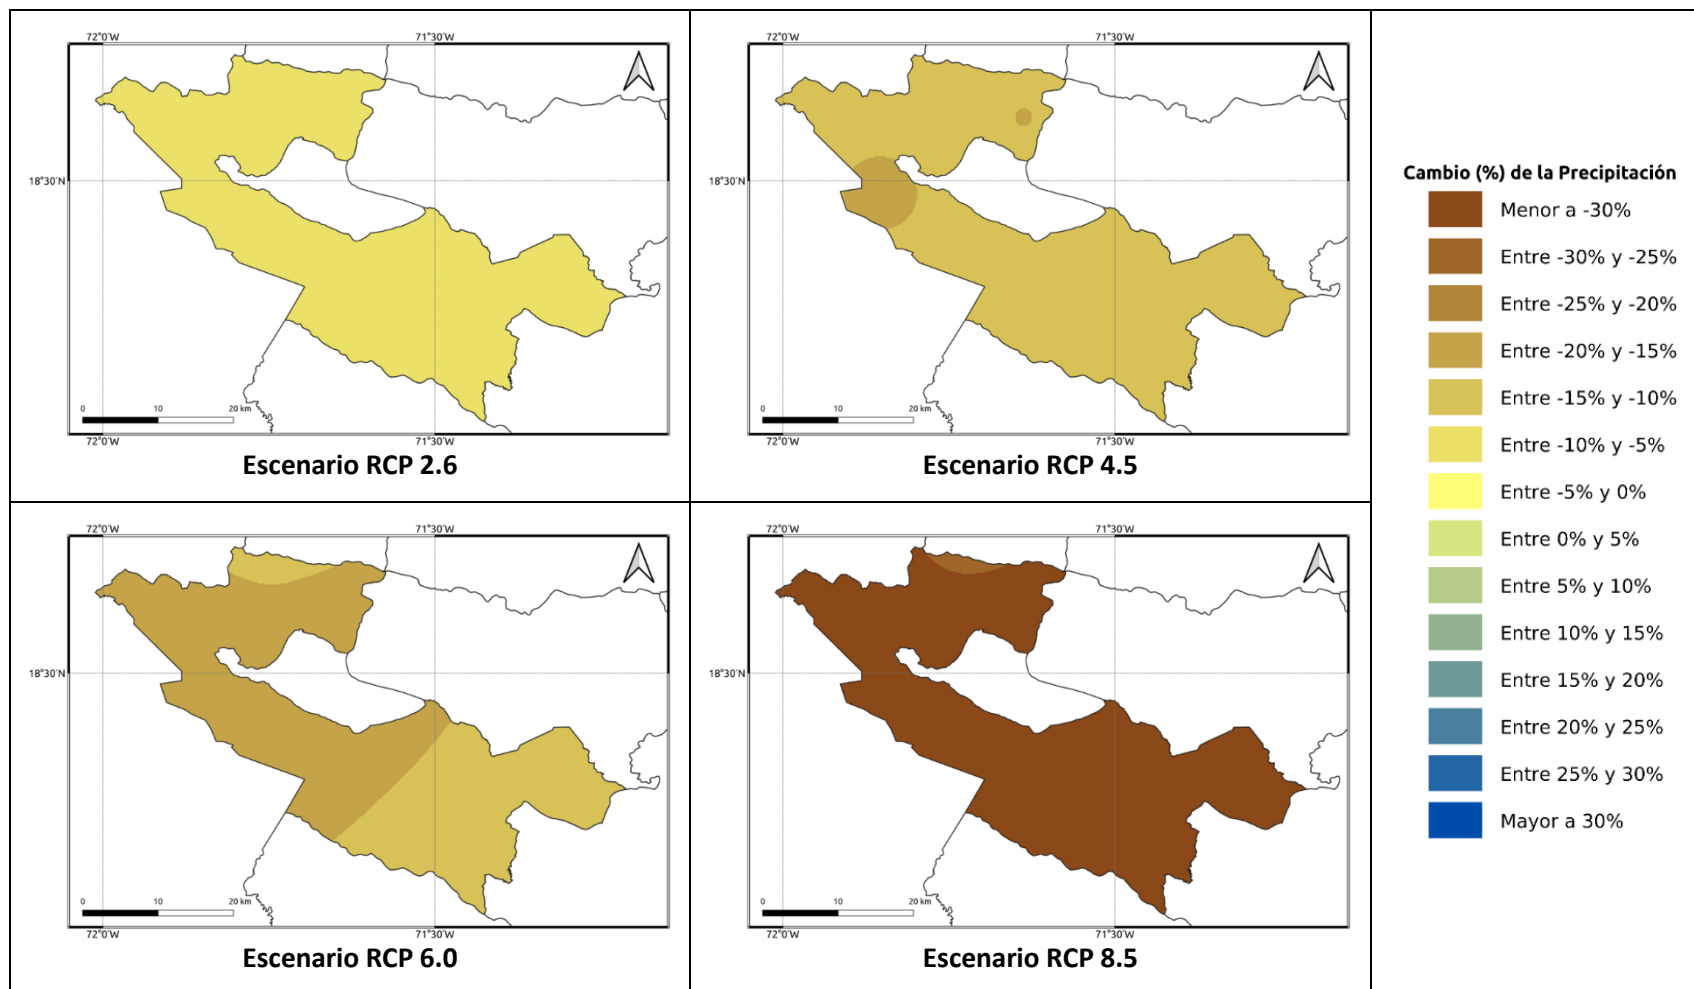 72°0'W 71°30'W
18°30'N
0 10 20 km
72°0'W 71°30'W
Escenario RCP 2.6
72°0'W 71°30'W
18°30'N
0 10 20 km
72°0'W 71°30'W
Escenario RCP 4.5
72°0'W 71°30'W
18°30'N
0 10 20 km
72°0'W 71°30'W
Escenario RCP 6.0
72°0'W 71°30'W
18°30'N
0 10 20 km
72°0'W 71°30'W
Escenario RCP 8.5
Cambio (%) de la Precipitación
Menor a -30%
Entre -30% y -25%
Entre -25% y -20%
Entre -20% y -15%
Entre -15% y -10%
Entre -10% y -5%
Entre -5% y 0%
Entre 0% y 5%
Entre 5% y 10%
Entre 10% y 15%
Entre 15% y 20%
Entre 20% y 25%
Entre 25% y 30%
Mayor a 30%